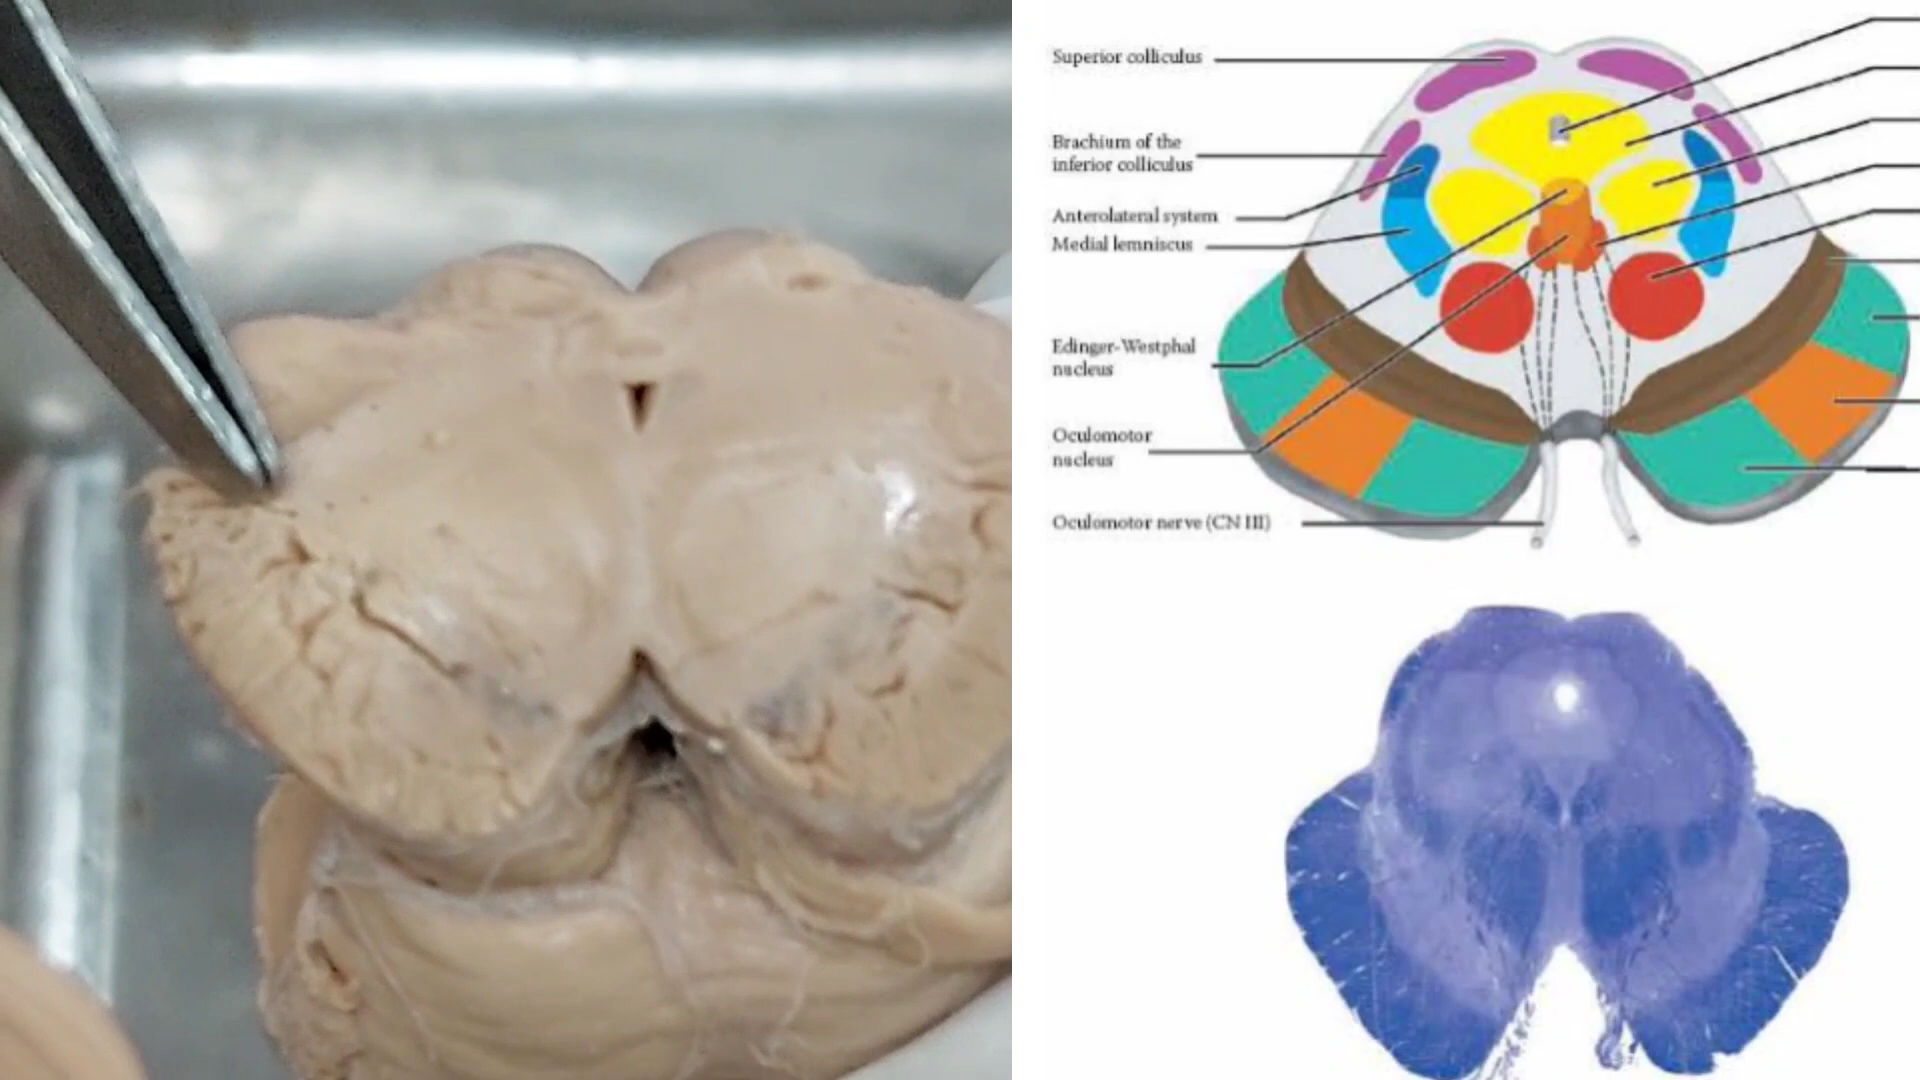 Superior colliculus
Brachium of the
inferior colliculus
Anterolateral system
Medial lemniscus
Edinger-Westphal
nucleus
Oculomotor
nucleus
Oculomotor nerve (CN III)